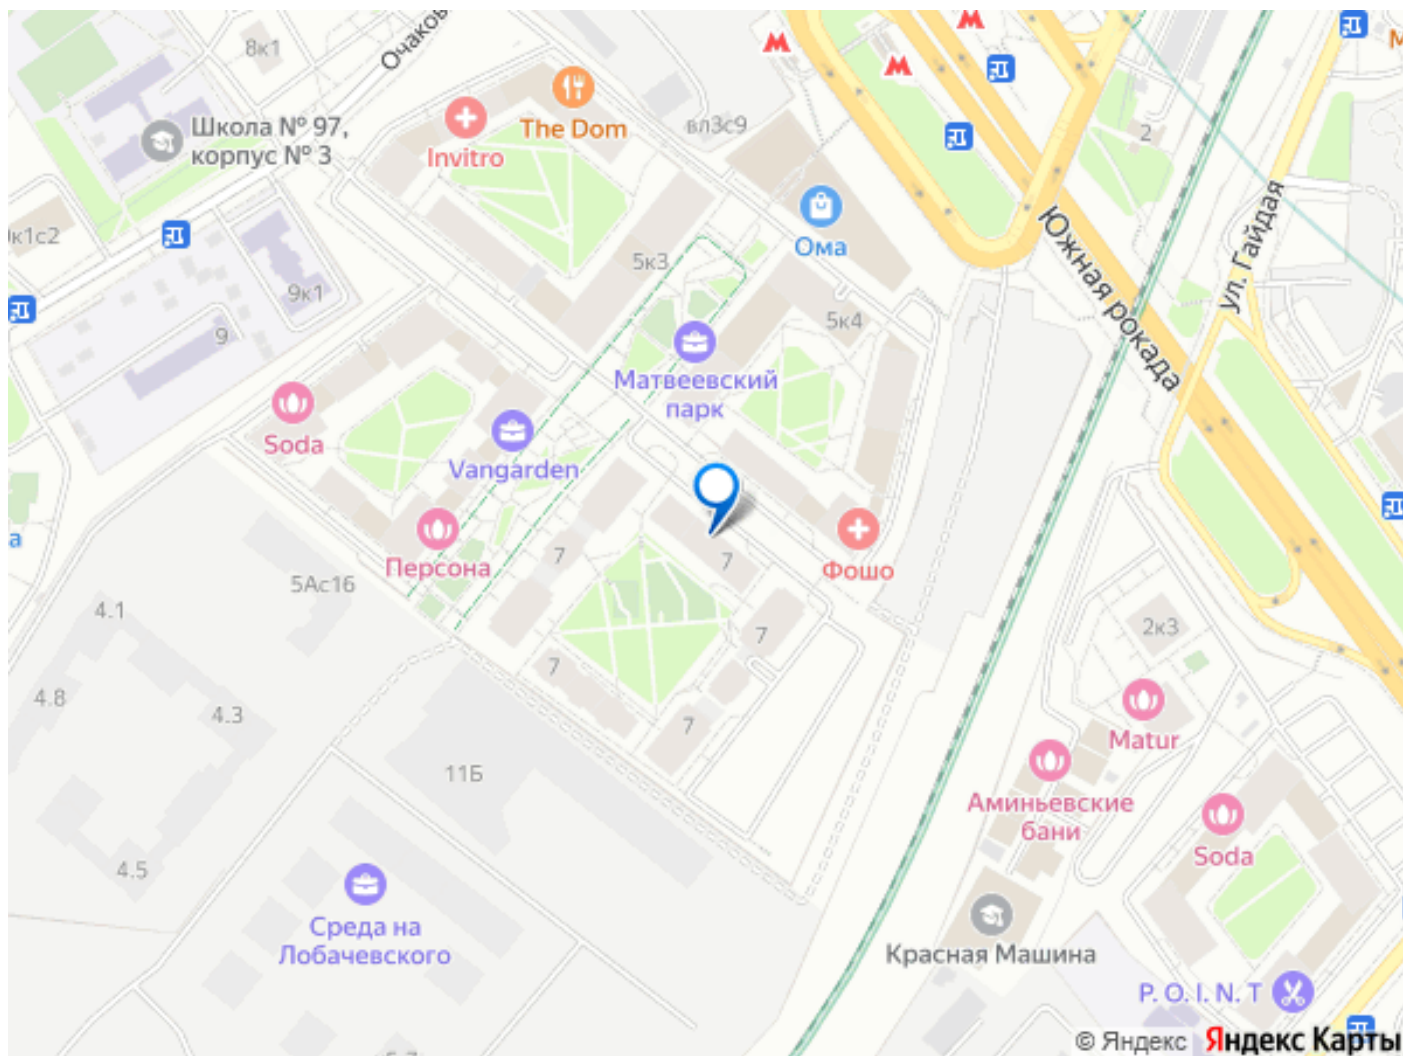 8к1
Очаков
М
Школа № 97,
корпус № 3
The Dom
Invitro
вл3с9
2
Ома
Южная рокада
ул. Гайдая
к1с2
9к1
9
5к3
5к4
Матвеевский
парк
Soda
Vangarden
Персона
Фошо
а
5Ас16
7
7
7
7
7
4.1
4.8
4.3
4.5
11Б
2к3
Matur
Аминьевские
бани
Soda
Среда на
Лобачевского
Красная Машина
P. O. I. N. T
© Яндекс Яндекс Карты